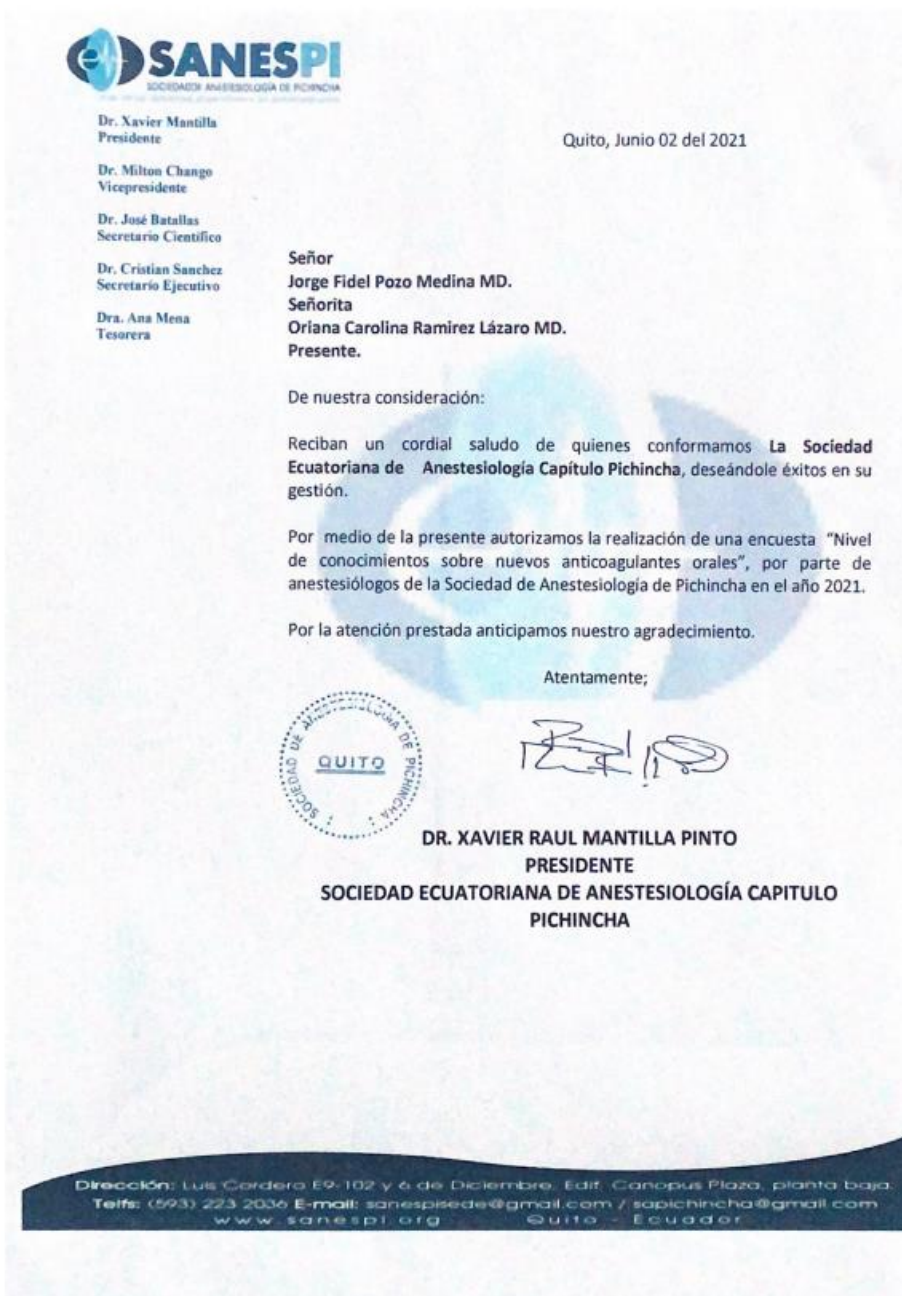 SANESPI
SOCIEDAD DE ANESTESIOLOGÍA DE PICHINCHA
Dr. Xavier Mantilla
Presidente
Dr. Milton Chango
Vicepresidente
Dr. José Batallas
Secretario Científico
Dr. Cristian Sanchez
Secretario Ejecutivo
Dra. Ana Mena
Tesorera
Quito, Junio 02 del 2021
Señor
Jorge Fidel Pozo Medina MD.
Señorita
Oriana Carolina Ramirez Lázaro MD.
Presente.
De nuestra consideración:
Reciban un cordial saludo de quienes conformamos La Sociedad
Ecuatoriana de Anestesiología Capítulo Pichincha, deseándole éxitos en su
gestión.
Por medio de la presente autorizamos la realización de una encuesta "Nivel
de conocimientos sobre nuevos anticoagulantes orales", por parte de
anestesiólogos de la Sociedad de Anestesiología de Pichincha en el año 2021.
Por la atención prestada anticipamos nuestro agradecimiento.
Atentamente;
SOCIEDAD DE ANESTESIOLOGIA DE PICHINCHA
QUITO
DR. XAVIER RAUL MANTILLA PINTO
PRESIDENTE
SOCIEDAD ECUATORIANA DE ANESTESIOLOGÍA CAPITULO
PICHINCHA
Dirección: Luis Cordero E9-102 y 6 de Diciembre. Edif. Canopus Plaza, planta baja.
Telfs: (593) 223 2036 E-mail: sanespisede@gmail.com / sapichincha@gmail.com
www.sanespi.org Quito - Ecuador